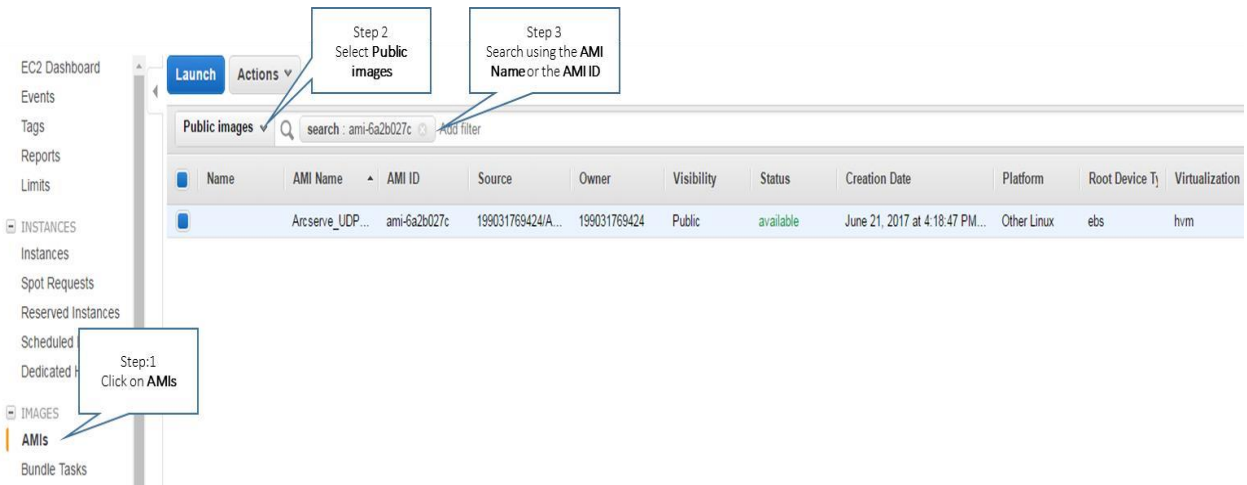 Step 2
Select Public
images
Step 3
Search using the AMI
Name or the AMI ID
EC2 Dashboard
Events
Tags
Reports
Limits
INSTANCES
Instances
Spot Requests
Reserved Instances
Scheduled
Dedicated
Step:1
Click on AMIs
IMAGES
AMIs
Bundle Tasks
Launch Actions
Public images search : ami-6a2b027c Add filter
Name AMI Name AMI ID Source Owner Visibility Status Creation Date Platform Root Device Ty Virtualization
Arcserve_UDP... ami-6a2b027c 199031769424/A... 199031769424 Public available June 21, 2017 at 4:18:47 PM... Other Linux ebs hvm